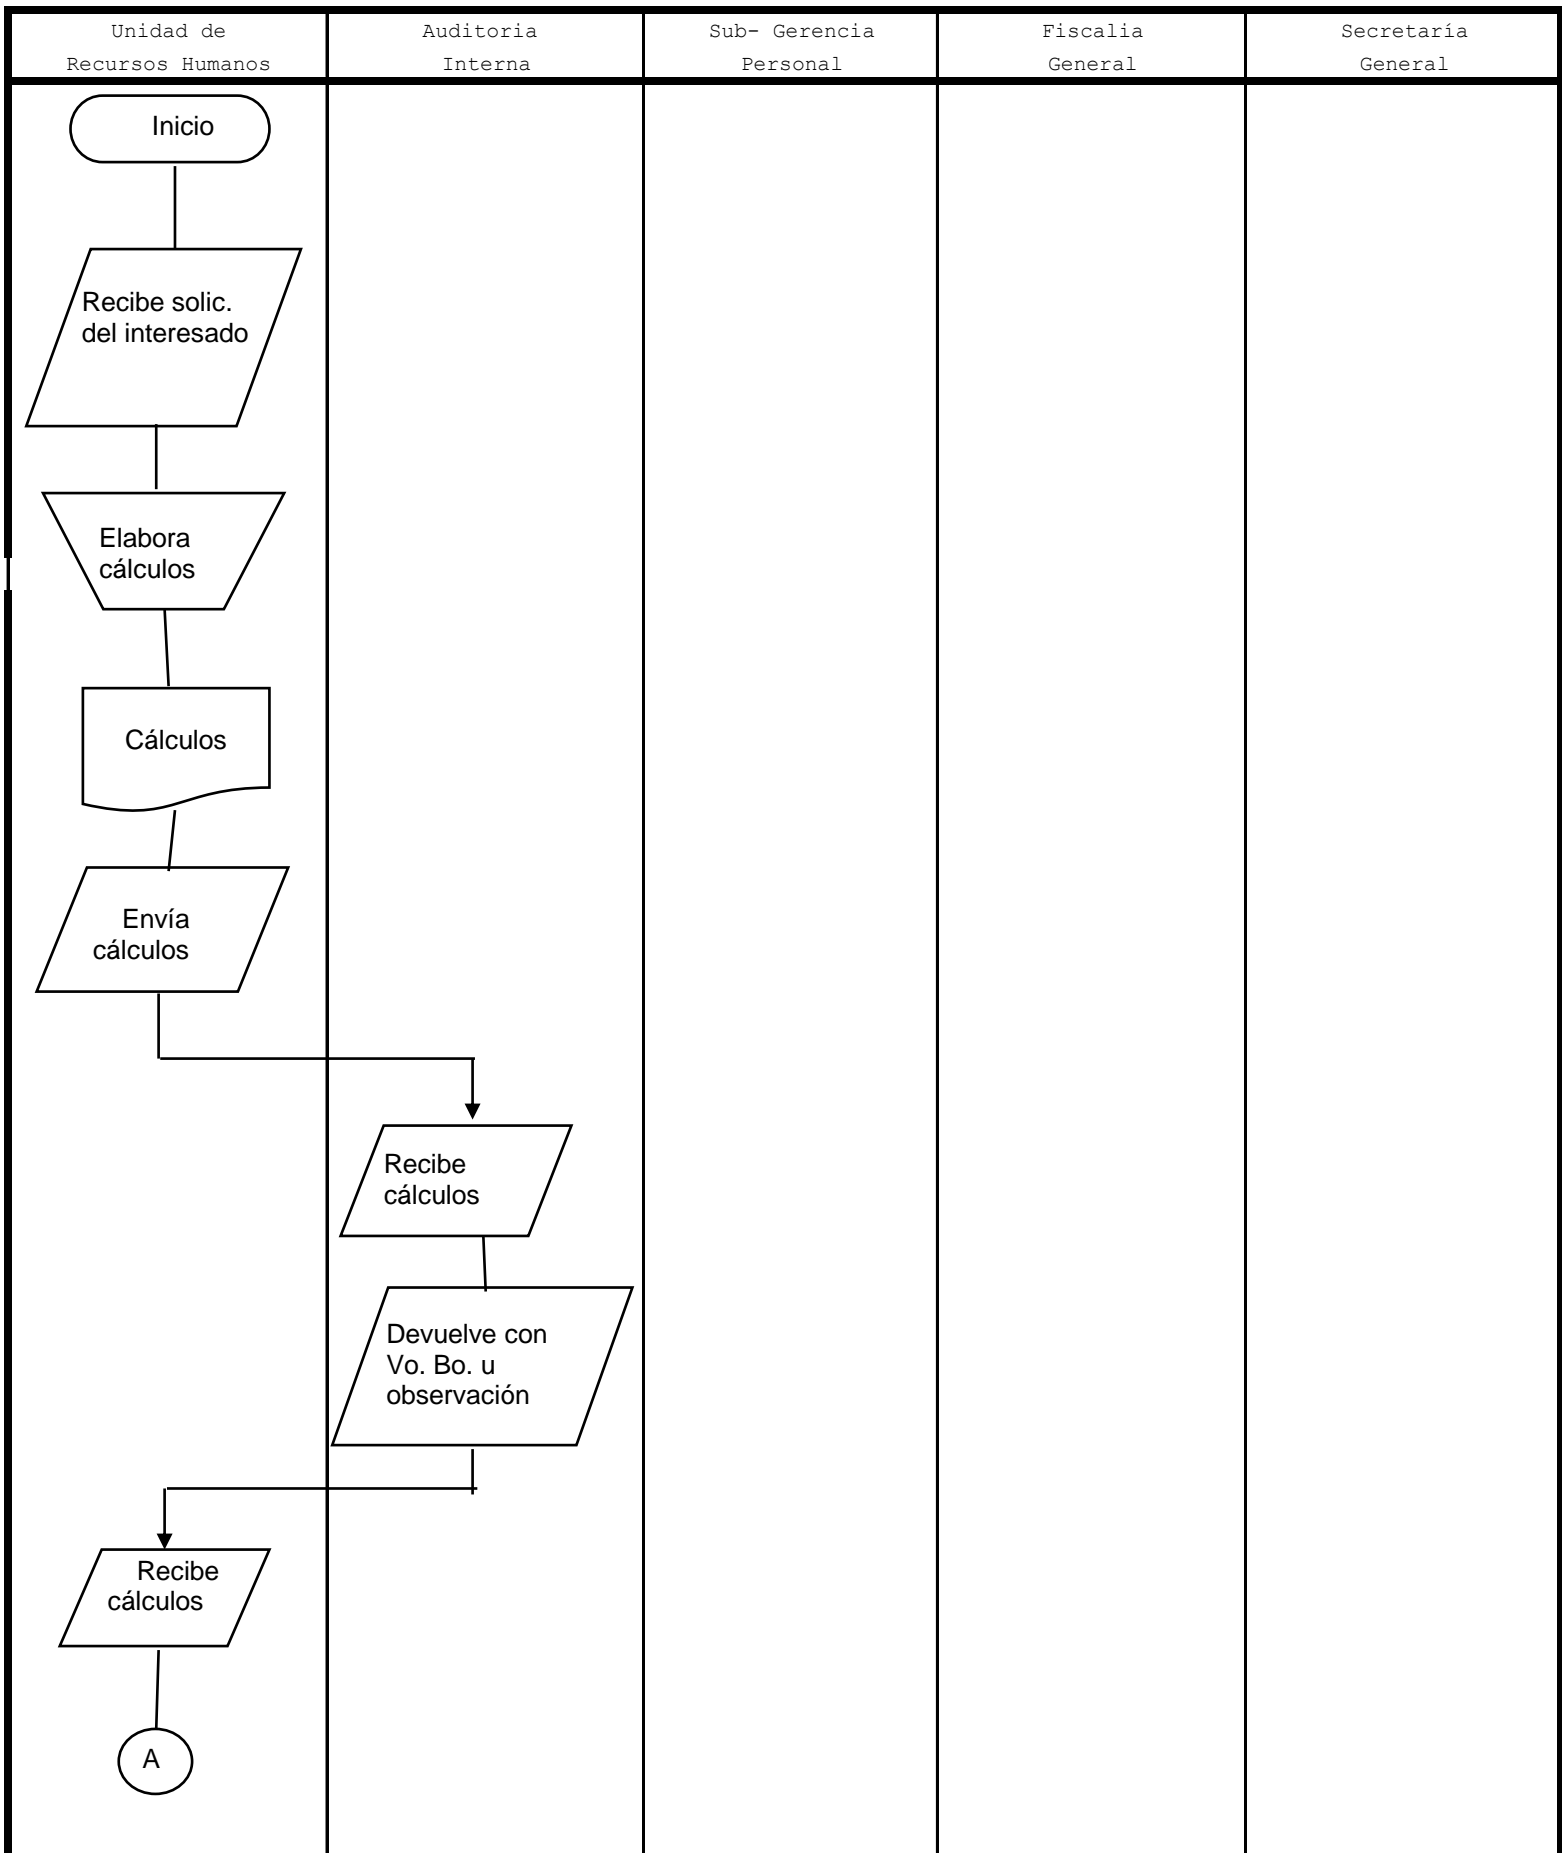 Unidad de
Recursos Humanos
Auditoria
Interna
Sub- Gerencia
Personal
Fiscalia
General
Secretaría
General
Inicio
Recibe solic.
del interesado
Elabora
cálculos
Cálculos
Envía
cálculos
Recibe
cálculos
Devuelve con
Vo. Bo. u
observación
Recibe
cálculos
A